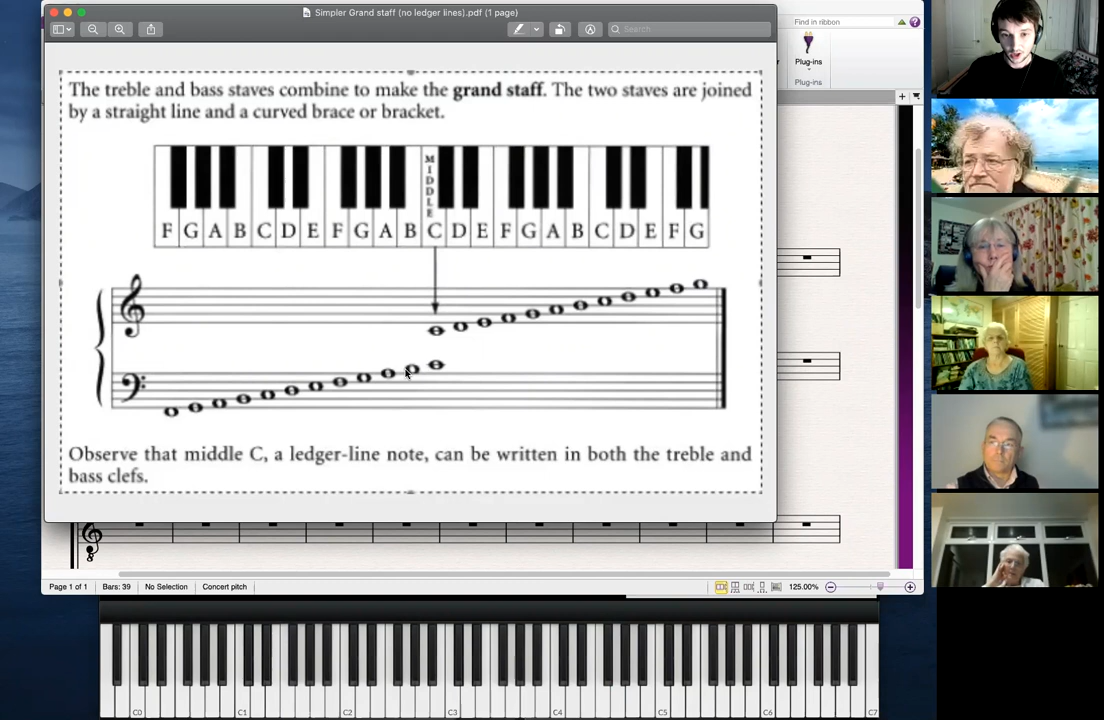 Simpler Grand staff (no ledger lines).pdf (1 page)
Search
Find in ribbon
Plug-ins
Plug-ins
The treble and bass staves combine to make the grand staff. The two staves are joined
by a straight line and a curved brace or bracket.
MIDDLE
F G A B C D E F G A B C D E F G A B C D E F G
Observe that middle C, a ledger-line note, can be written in both the treble and
bass clefs.
8
Page 1 of 1 Bars: 39 No Selection Concert pitch 125.00%
C0 C1 C2 C3 C5 C6 C7